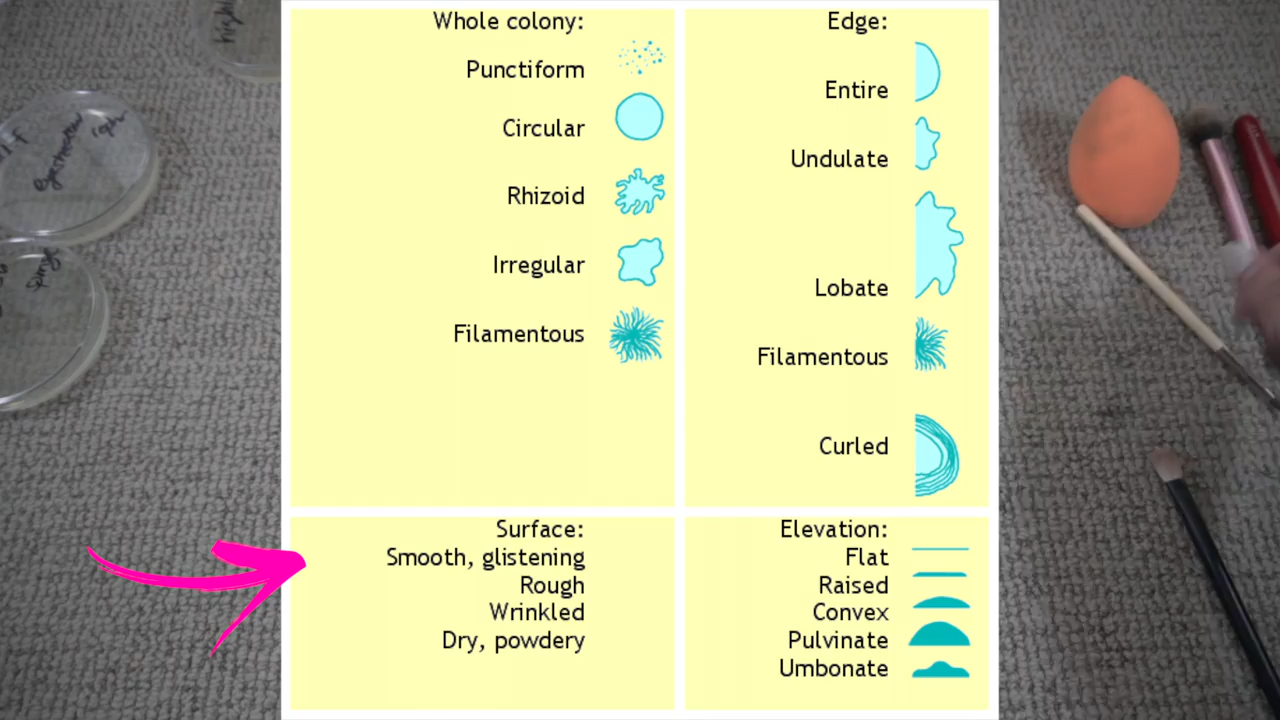 Whole colony:
Punctiform
Circular
Rhizoid
Irregular
Filamentous
Edge:
Entire
Undulate
Lobate
Filamentous
Curled
Surface:
Smooth, glistening
Rough
Wrinkled
Dry, powdery
Elevation:
Flat
Raised
Convex
Pulvinate
Umbonate